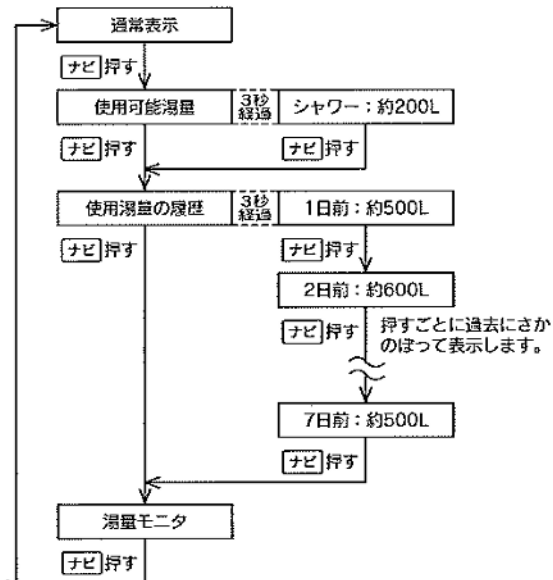 通常表示
ナビ 押す
使用可能湯量
3秒
経過
シャワー：約200L
ナビ 押す
ナビ 押す
使用湯量の履歴
3秒
経過
1日前：約500L
ナビ 押す
ナビ 押す
2日前：約600L
ナビ 押す
押すごとに過去にさか
のぼって表示します。
7日前：約500L
ナビ 押す
湯量モニタ
ナビ 押す